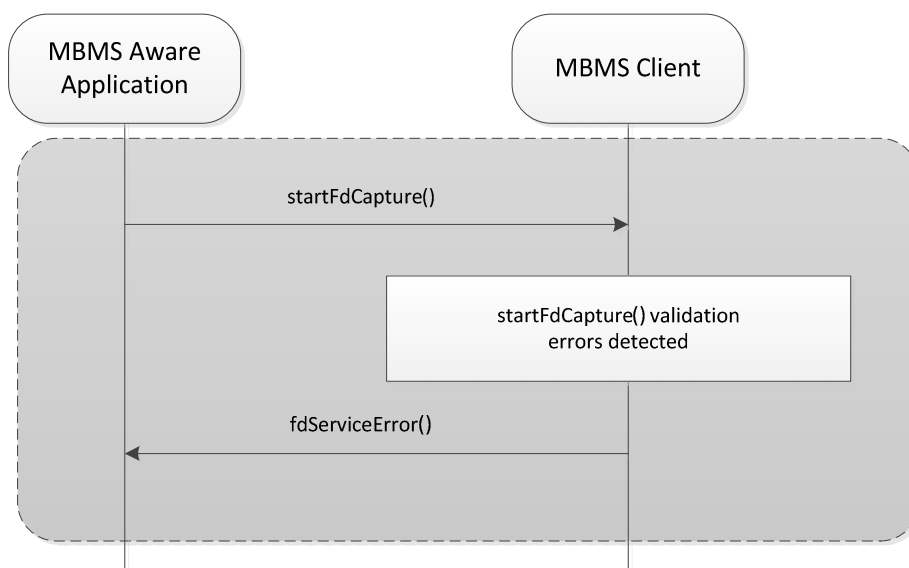 MBMS Aware
Application
MBMS Client
startFdCapture()
startFdCapture() validation
errors detected
fdServiceError()